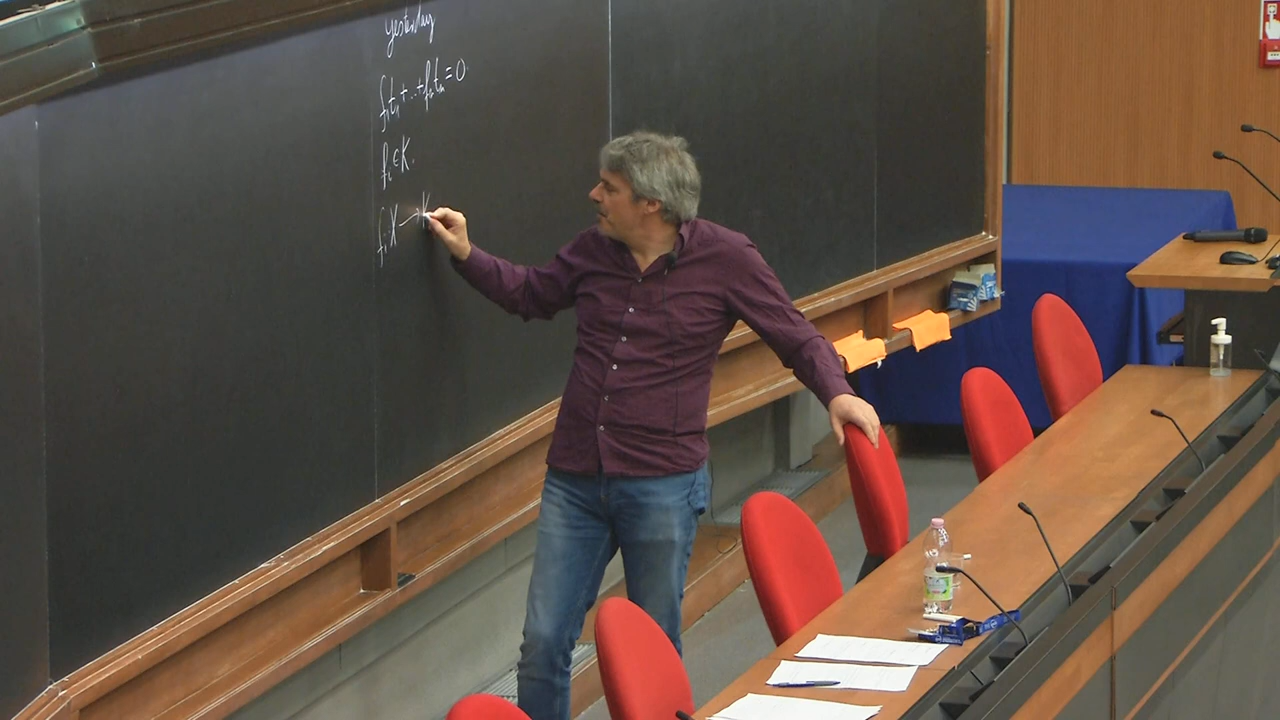 yesterday
f₁t₁+...+fₙtₙ≡0.
fᵢ∈K.
fᵢ:X→K